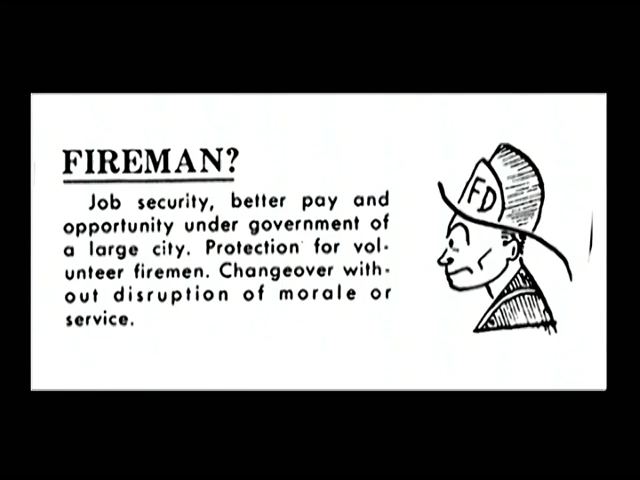 FIREMAN?
Job security, better pay and
opportunity under government of
a large city. Protection for vol-
unteer firemen. Changeover with-
out disruption of morale or
service.
FD